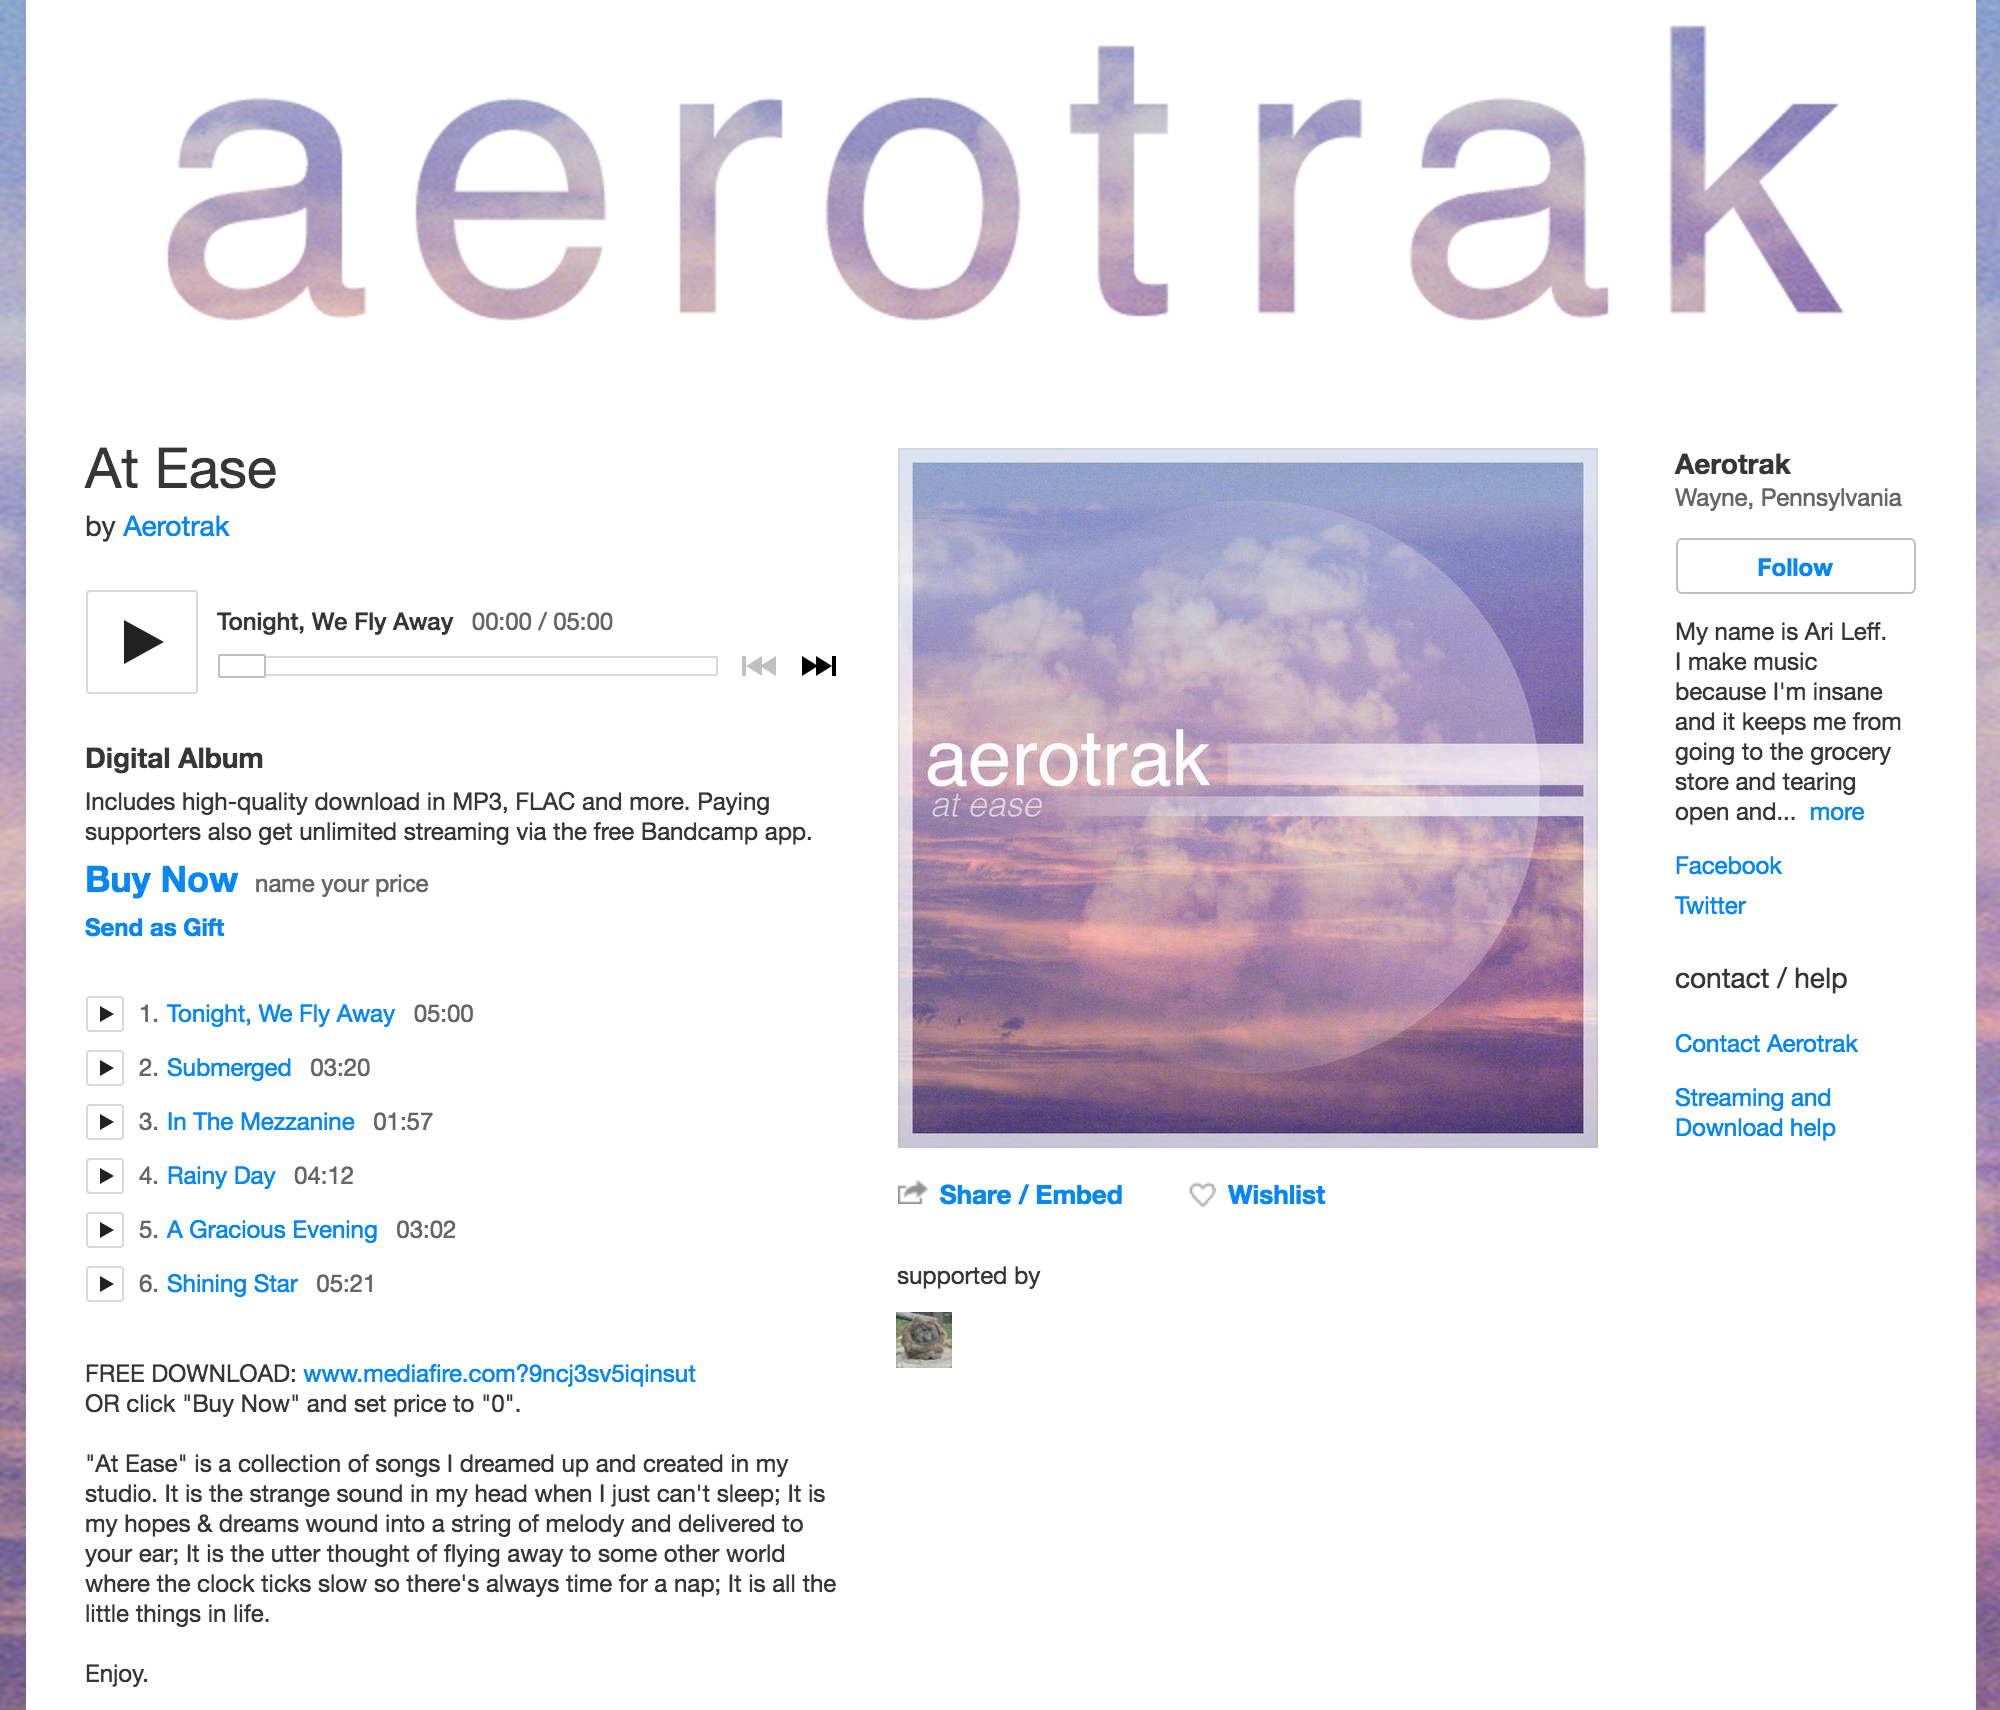 aerotrak
At Ease
by Aerotrak
Tonight, We Fly Away 00:00 / 05:00
Digital Album
Includes high-quality download in MP3, FLAC and more. Paying
supporters also get unlimited streaming via the free Bandcamp app.
Buy Now name your price
Send as Gift
1. Tonight, We Fly Away 05:00
2. Submerged 03:20
3. In The Mezzanine 01:57
4. Rainy Day 04:12
5. A Gracious Evening 03:02
6. Shining Star 05:21
FREE DOWNLOAD: www.mediafire.com?9ncj3sv5iqinsut
OR click "Buy Now" and set price to "0".
"At Ease" is a collection of songs I dreamed up and created in my
studio. It is the strange sound in my head when I just can't sleep; It is
my hopes & dreams wound into a string of melody and delivered to
your ear; It is the utter thought of flying away to some other world
where the clock ticks slow so there's always time for a nap; It is all the
little things in life.
Enjoy.
aerotrak
at ease
Share / Embed
Wishlist
supported by
Aerotrak
Wayne, Pennsylvania
Follow
My name is Ari Leff.
I make music
because I'm insane
and it keeps me from
going to the grocery
store and tearing
open and... more
Facebook
Twitter
contact / help
Contact Aerotrak
Streaming and
Download help